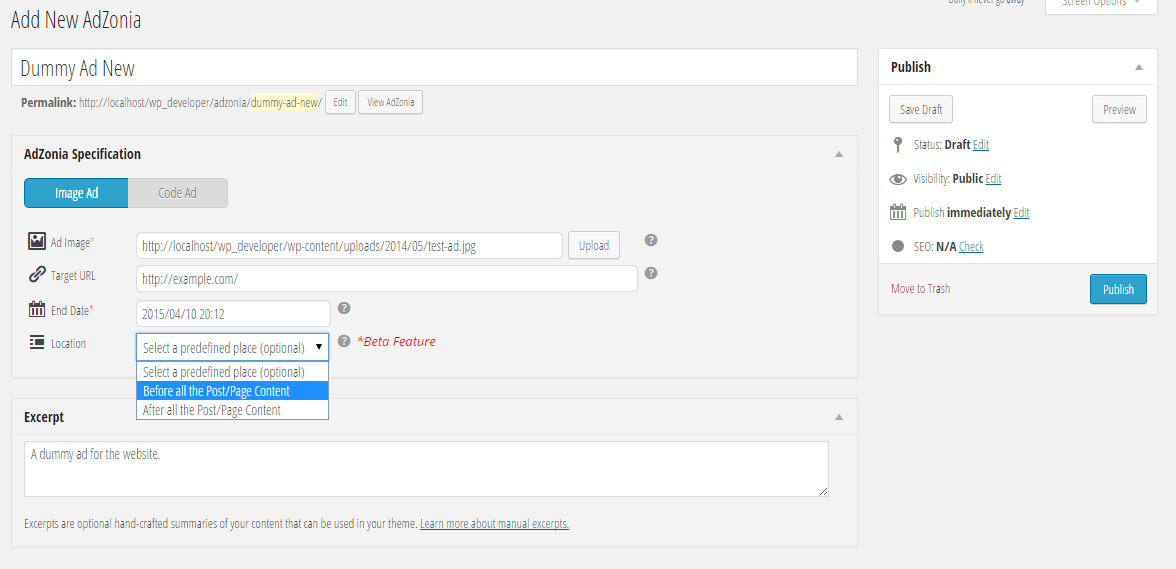 Dolly'll never go away
Screen Options
Add New AdZonia
Dummy Ad New
Permalink: http://localhost/wp_developer/adzonia/dummy-ad-new/ Edit View AdZonia
AdZonia Specification
Image Ad Code Ad
Ad Image* http://localhost/wp_developer/wp-content/uploads/2014/05/test-ad.jpg Upload ?
Target URL http://example.com/ ?
End Date* 2015/04/10 20:12 ?
Location Select a predefined place (optional) ? *Beta Feature
Select a predefined place (optional)
Before all the Post/Page Content
After all the Post/Page Content
Excerpt
A dummy ad for the website.
Excerpts are optional hand-crafted summaries of your content that can be used in your theme. Learn more about manual excerpts.
Publish
Save Draft Preview
Status: Draft Edit
Visibility: Public Edit
Publish immediately Edit
SEO: N/A Check
Move to Trash Publish